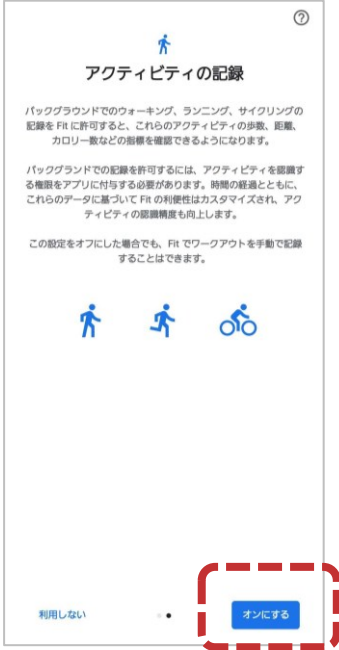 アクティビティの記録
バックグラウンドでのウォーキング、ランニング、サイクリングの
記録を Fit に許可すると、これらのアクティビティの歩数、距離、
カロリー数などの指標を確認できるようになります。
バックグランドでの記録を許可するには、アクティビティを認識す
る権限をアプリに付与する必要があります。時間の経過とともに、
これらのデータに基づいて Fit の利便性はカスタマイズされ、アク
ティビティの認識精度も向上します。
この設定をオフにした場合でも、Fit でワークアウトを手動で記録
することはできます。
利用しない
オンにする